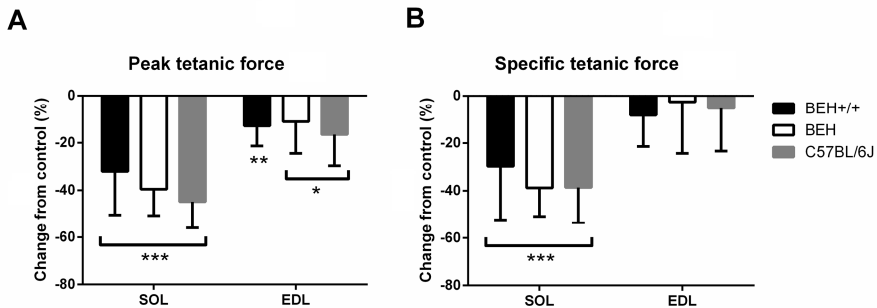 A
B
Peak tetanic force
Specific tetanic force
Change from control (%)
0
-20
-40
-60
-80
**
*
***
SOL
EDL
Change from control (%)
0
-20
-40
-60
-80
***
SOL
EDL
BEH+/+
BEH
C57BL/6J